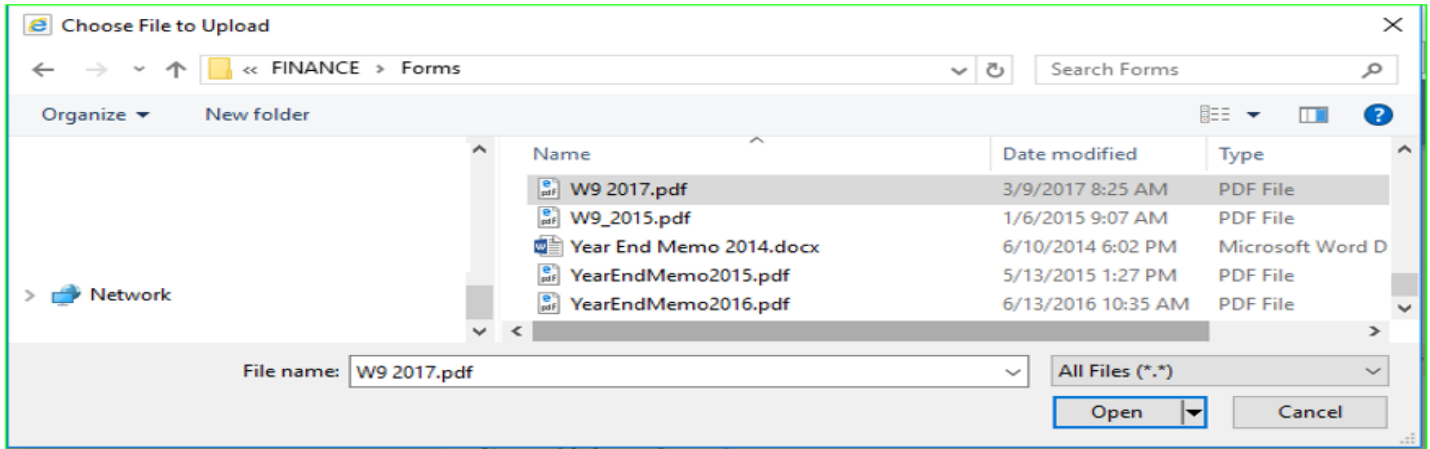 Choose File to Upload
« FINANCE > Forms
Search Forms
Organize
New folder
Name Date modified Type
W9 2017.pdf 3/9/2017 8:25 AM PDF File
W9_2015.pdf 1/6/2015 9:07 AM PDF File
Year End Memo 2014.docx 6/10/2014 6:02 PM Microsoft Word D
YearEndMemo2015.pdf 5/13/2015 1:27 PM PDF File
YearEndMemo2016.pdf 6/13/2016 10:35 AM PDF File
Network
File name: W9 2017.pdf All Files (*.*)
Open Cancel